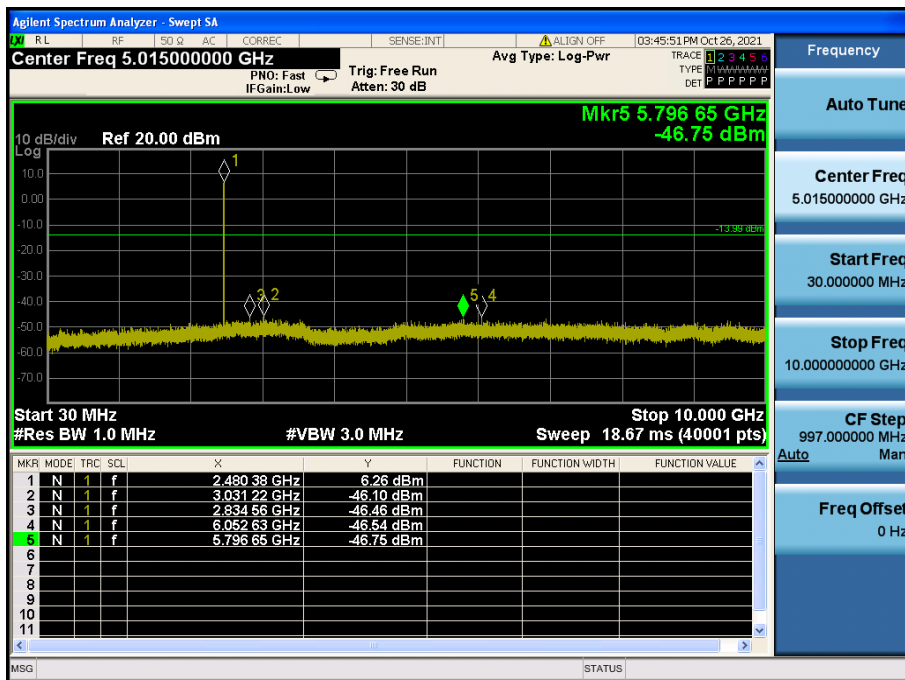 Agilent Spectrum Analyzer - Swept SA
LXI RL RF 50 Ω AC CORREC SENSE:INT ALIGN OFF 03:45:51 PM Oct 26, 2021
Center Freq 5.015000000 GHz
PNO: Fast
IFGain:Low
Trig: Free Run
Atten: 30 dB
Avg Type: Log-Pwr
TRACE 1 2 3 4 5 6
TYPE M
DET P P P P P P
Mkr5 5.796 65 GHz
-46.75 dBm
10 dB/div Ref 20.00 dBm
Log
10.0
0.00
-10.0
-20.0
-30.0
-40.0
-50.0
-60.0
-70.0
1
-13.99 dBm
3 2
5 4
Start 30 MHz Stop 10.000 GHz
#Res BW 1.0 MHz #VBW 3.0 MHz Sweep 18.67 ms (40001 pts)
MKR MODE TRC SCL X Y FUNCTION FUNCTION WIDTH FUNCTION VALUE
1 N 1 f 2.480 38 GHz 6.26 dBm
2 N 1 f 3.031 22 GHz -46.10 dBm
3 N 1 f 2.834 56 GHz -46.46 dBm
4 N 1 f 6.052 63 GHz -46.54 dBm
5 N 1 f 5.796 65 GHz -46.75 dBm
6
7
8
9
10
11
MSG STATUS
Frequency
Auto Tune
Center Freq
5.015000000 GHz
Start Freq
30.000000 MHz
Stop Freq
10.000000000 GHz
CF Step
997.000000 MHz
Auto Man
Freq Offset
0 Hz